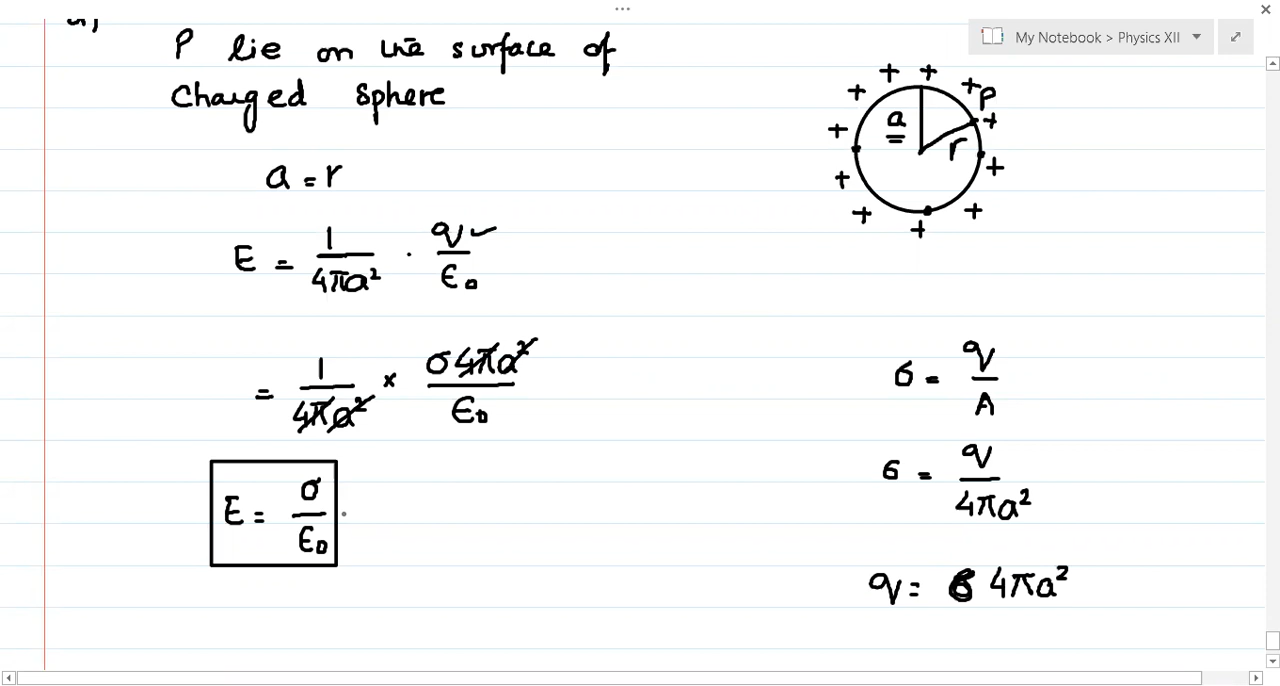 My Notebook > Physics XII
P lie on the surface of
Charged Sphere
a = r
E = 1/4πa² · q/ε₀
= 1/4πa² × σ4πa²/ε₀
E = σ/ε₀
+ + + P
+ +
+ a r
+ +
+ +
+
σ = q/A
σ = q/4πa²
q = σ 4πa²